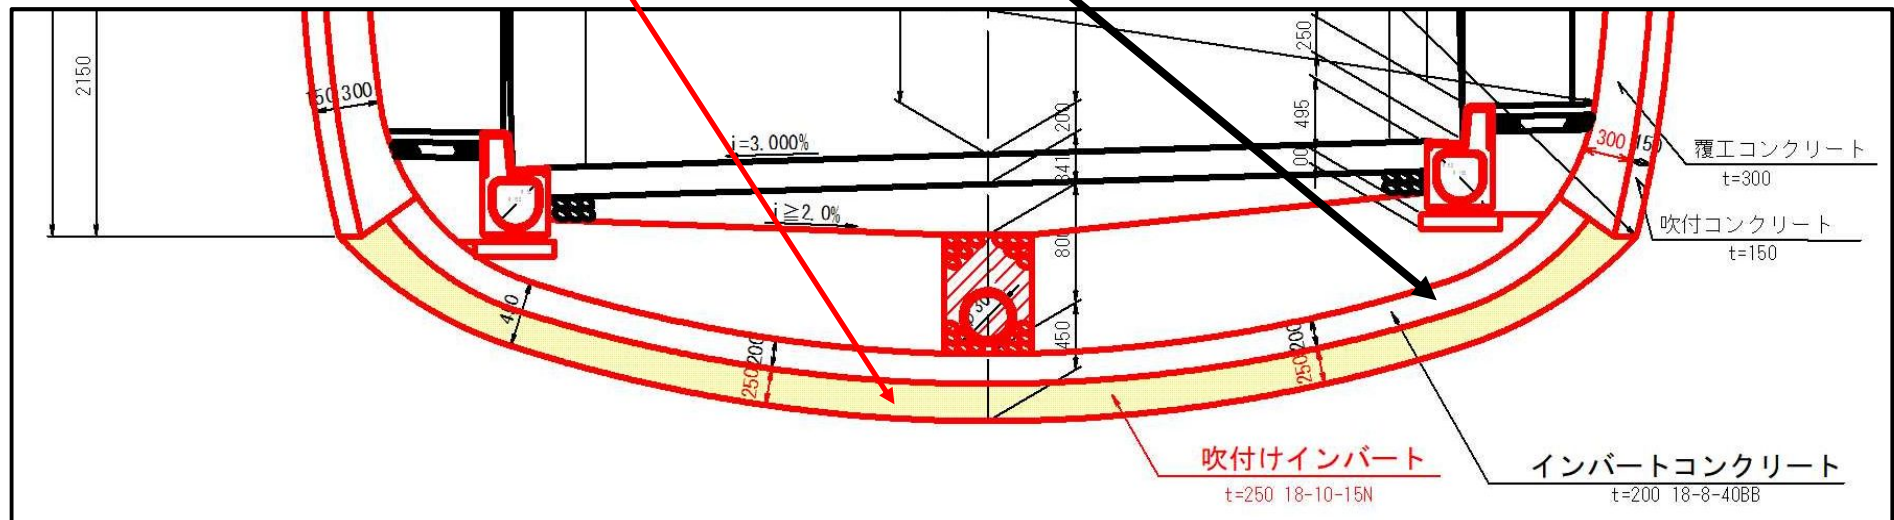 2150
150
300
i=3.000%
i≧2.0%
200
341
800
450
250
495
300
150
覆工コンクリート
t=300
吹付コンクリート
t=150
450
200
250
200
250
吹付けインバート
t=250 18-10-15N
インバートコンクリート
t=200 18-8-40BB